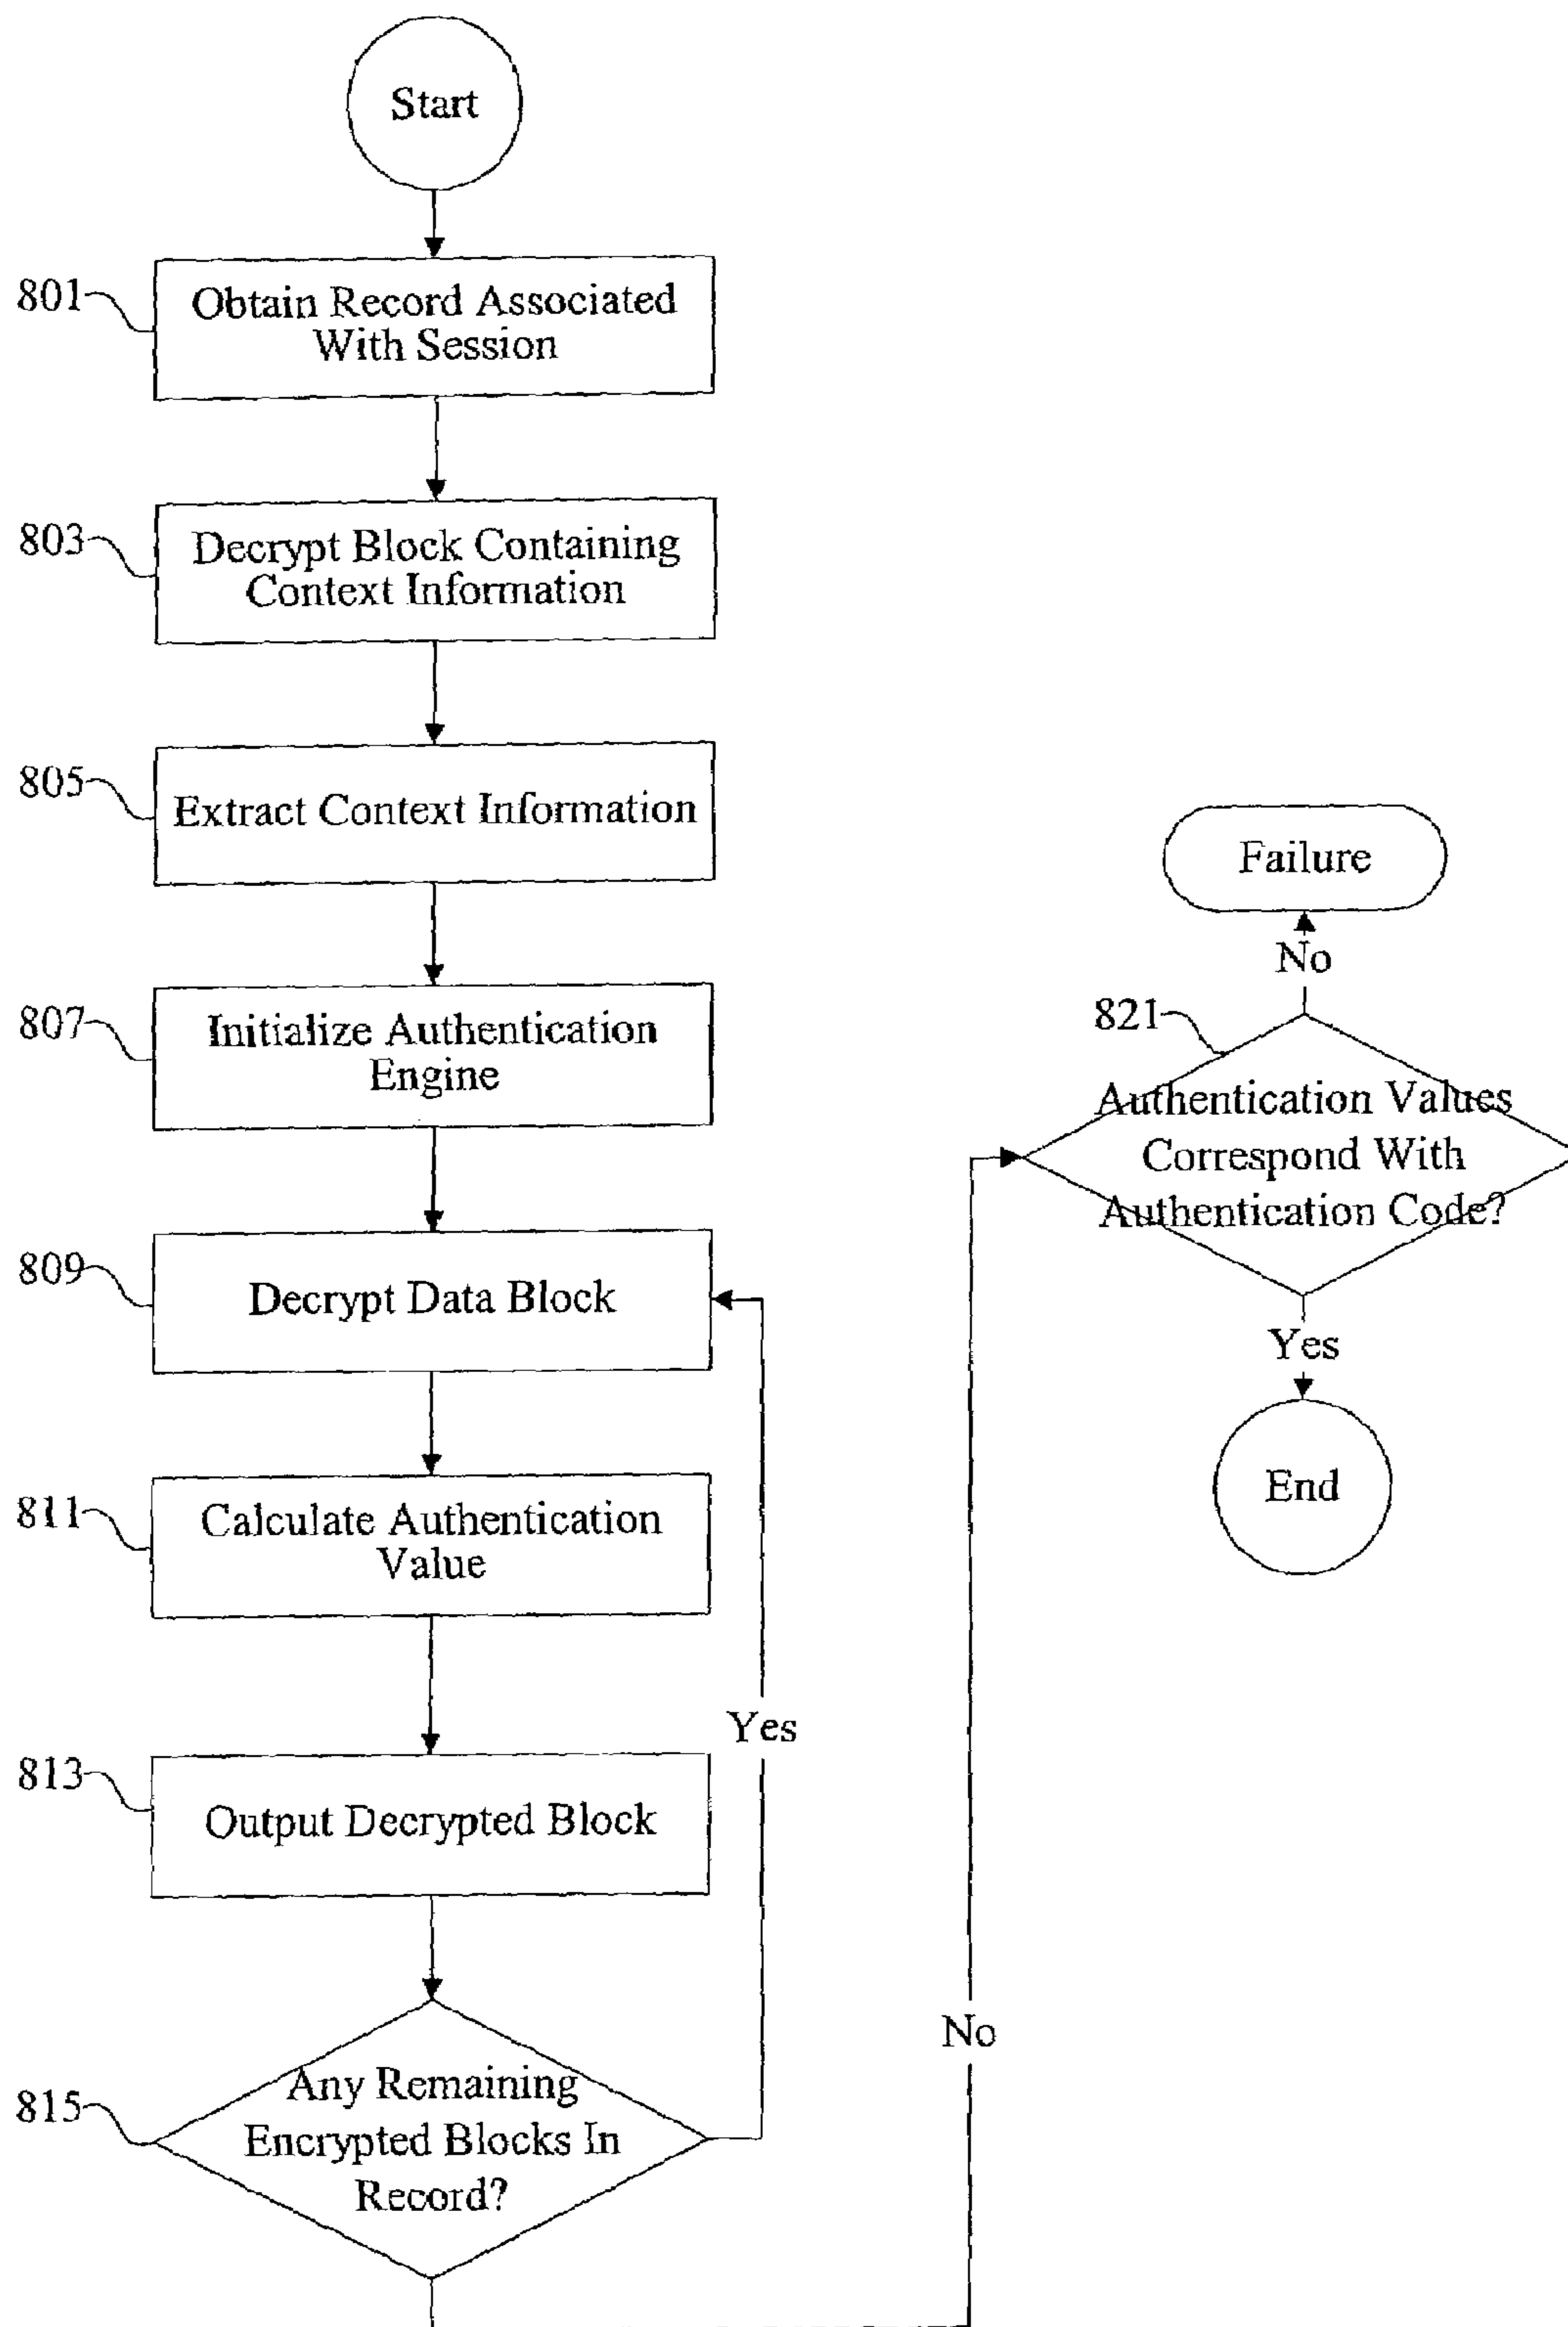 Start
801
Obtain Record Associated
With Session
803
Decrypt Block Containing
Context Information
805
Extract Context Information
807
Initialize Authentication
Engine
809
Decrypt Data Block
811
Calculate Authentication
Value
813
Output Decrypted Block
Yes
815
Any Remaining
Encrypted Blocks In
Record?
No
Failure
No
821
Authentication Values
Correspond With
Authentication Code?
Yes
End